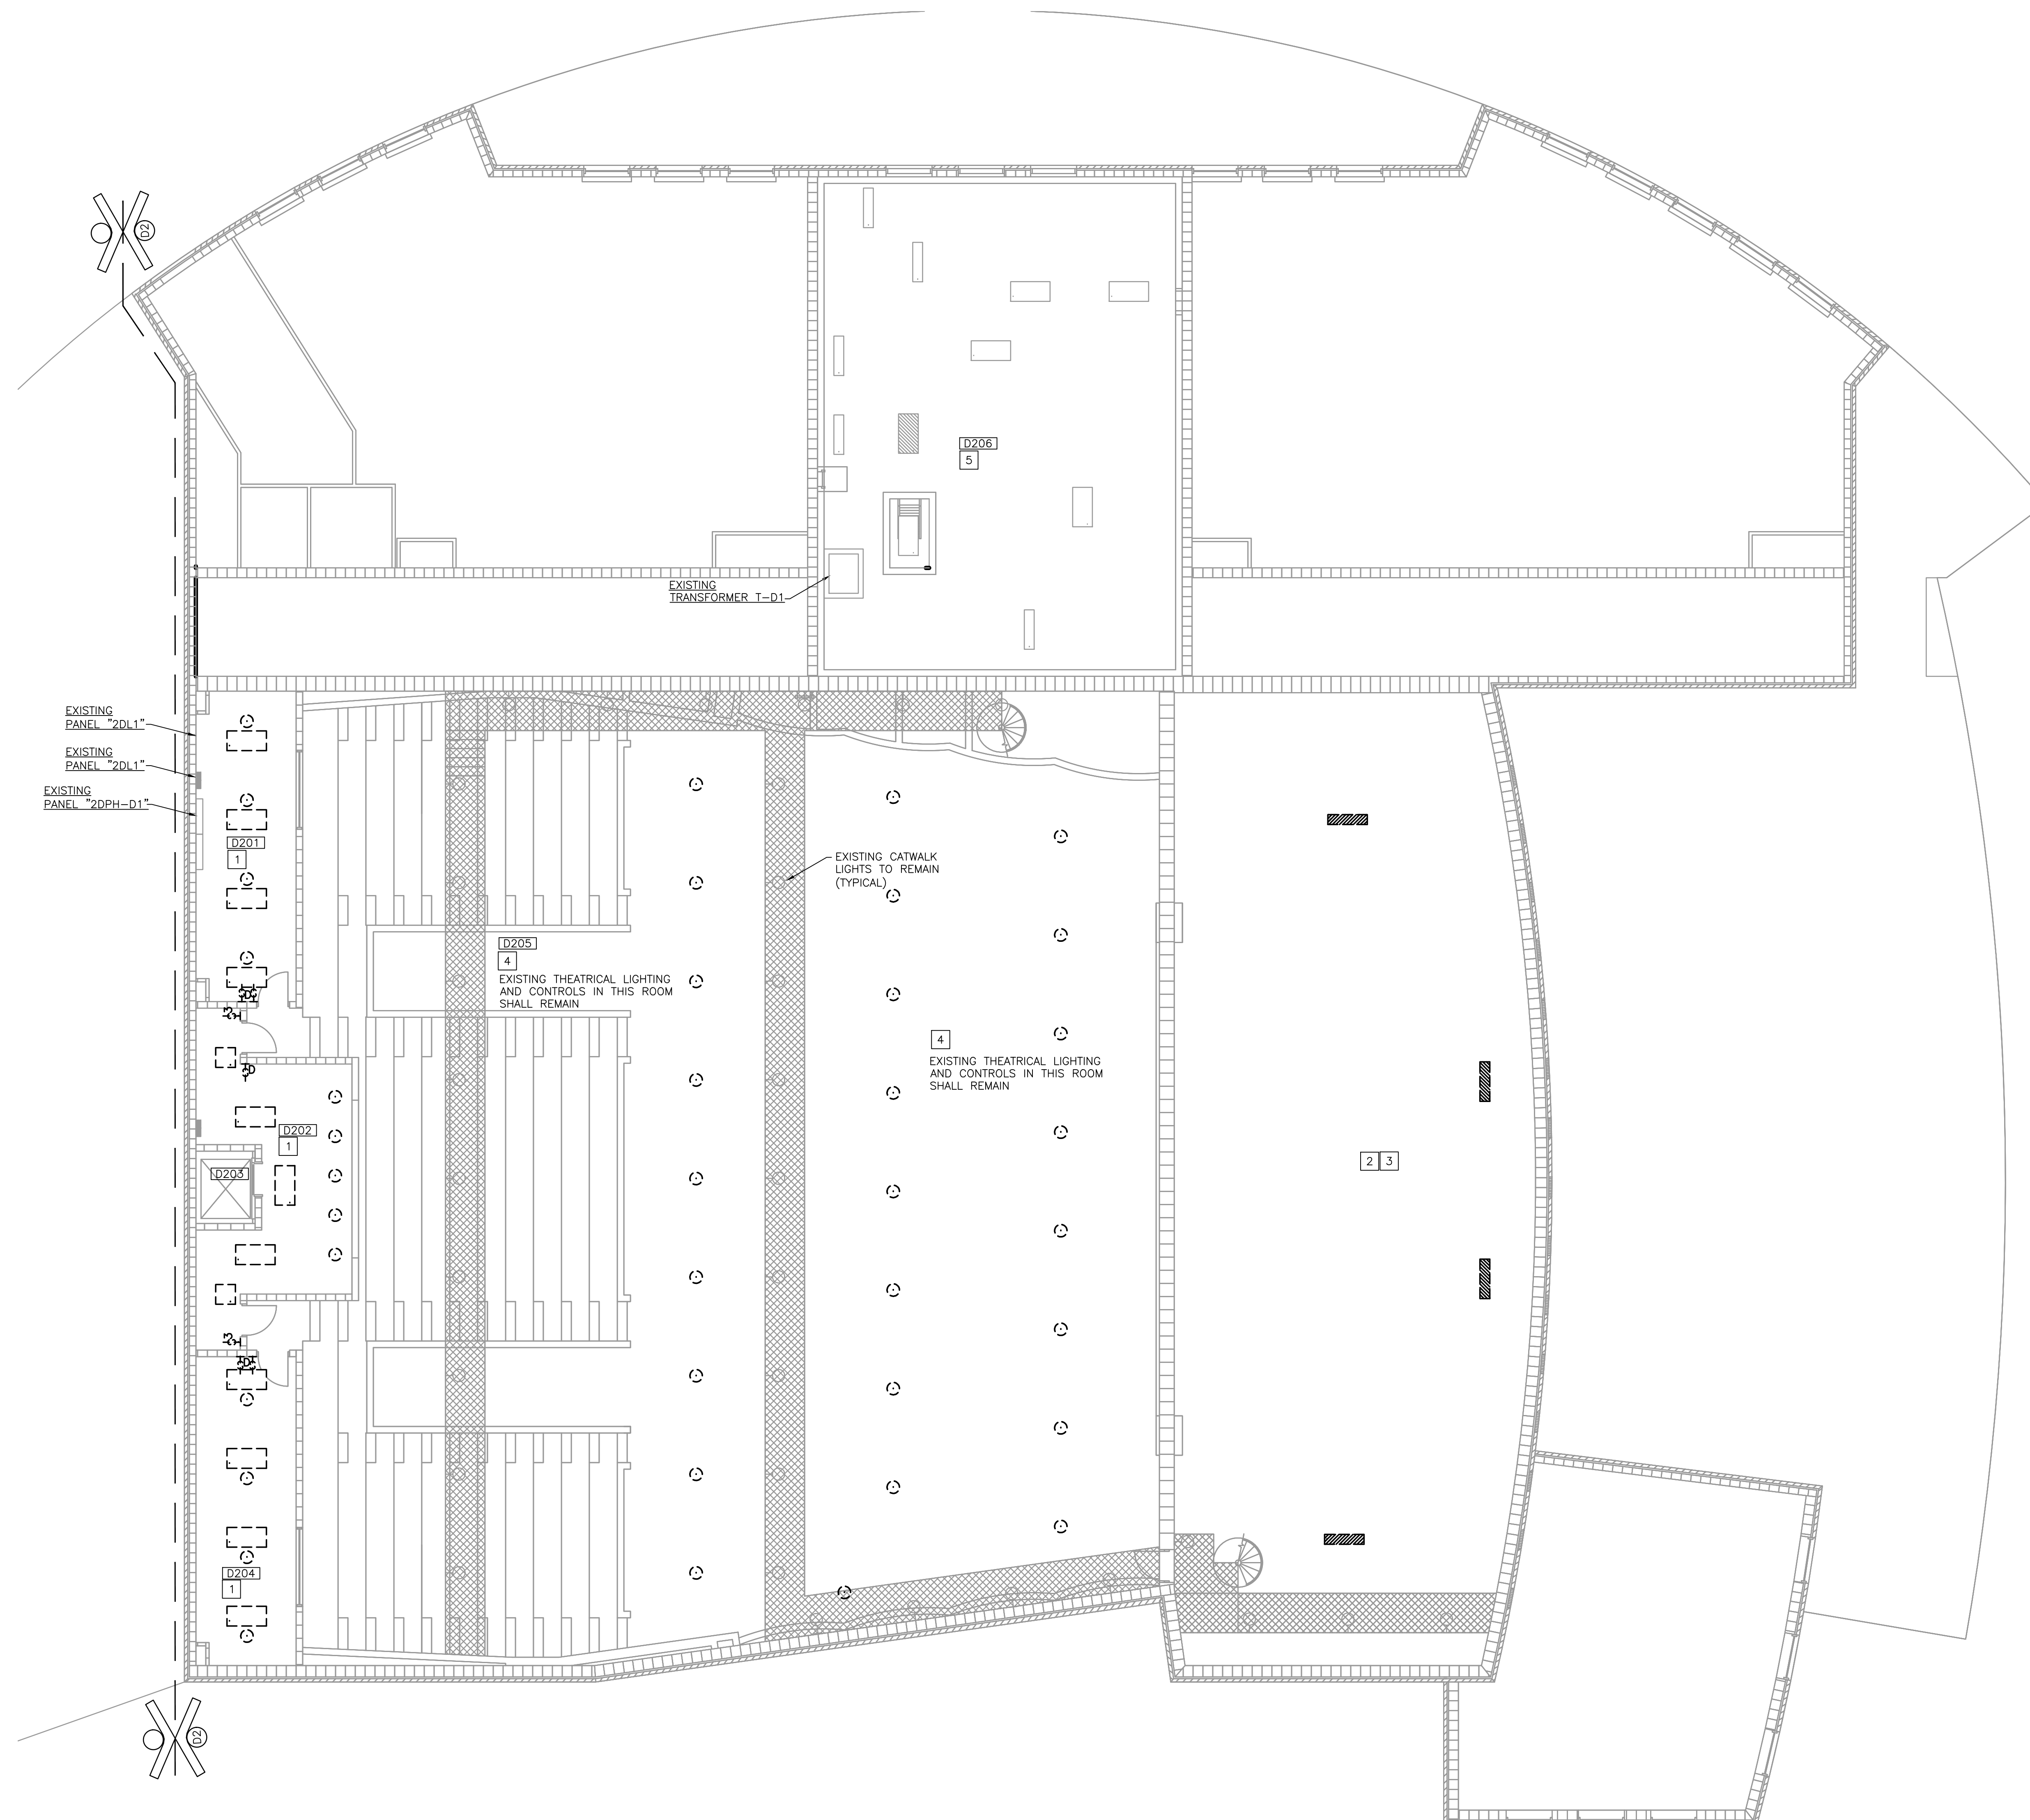 D2
D206
5
EXISTING
TRANSFORMER T-D1
EXISTING
PANEL "2DL1"
EXISTING
PANEL "2DL1"
EXISTING
PANEL "2DPH-D1"
D201
1
EXISTING CATWALK
LIGHTS TO REMAIN
(TYPICAL)
D205
4
EXISTING THEATRICAL LIGHTING
AND CONTROLS IN THIS ROOM
SHALL REMAIN
4
EXISTING THEATRICAL LIGHTING
AND CONTROLS IN THIS ROOM
SHALL REMAIN
D202
1
D203
2 3
D204
1
D2